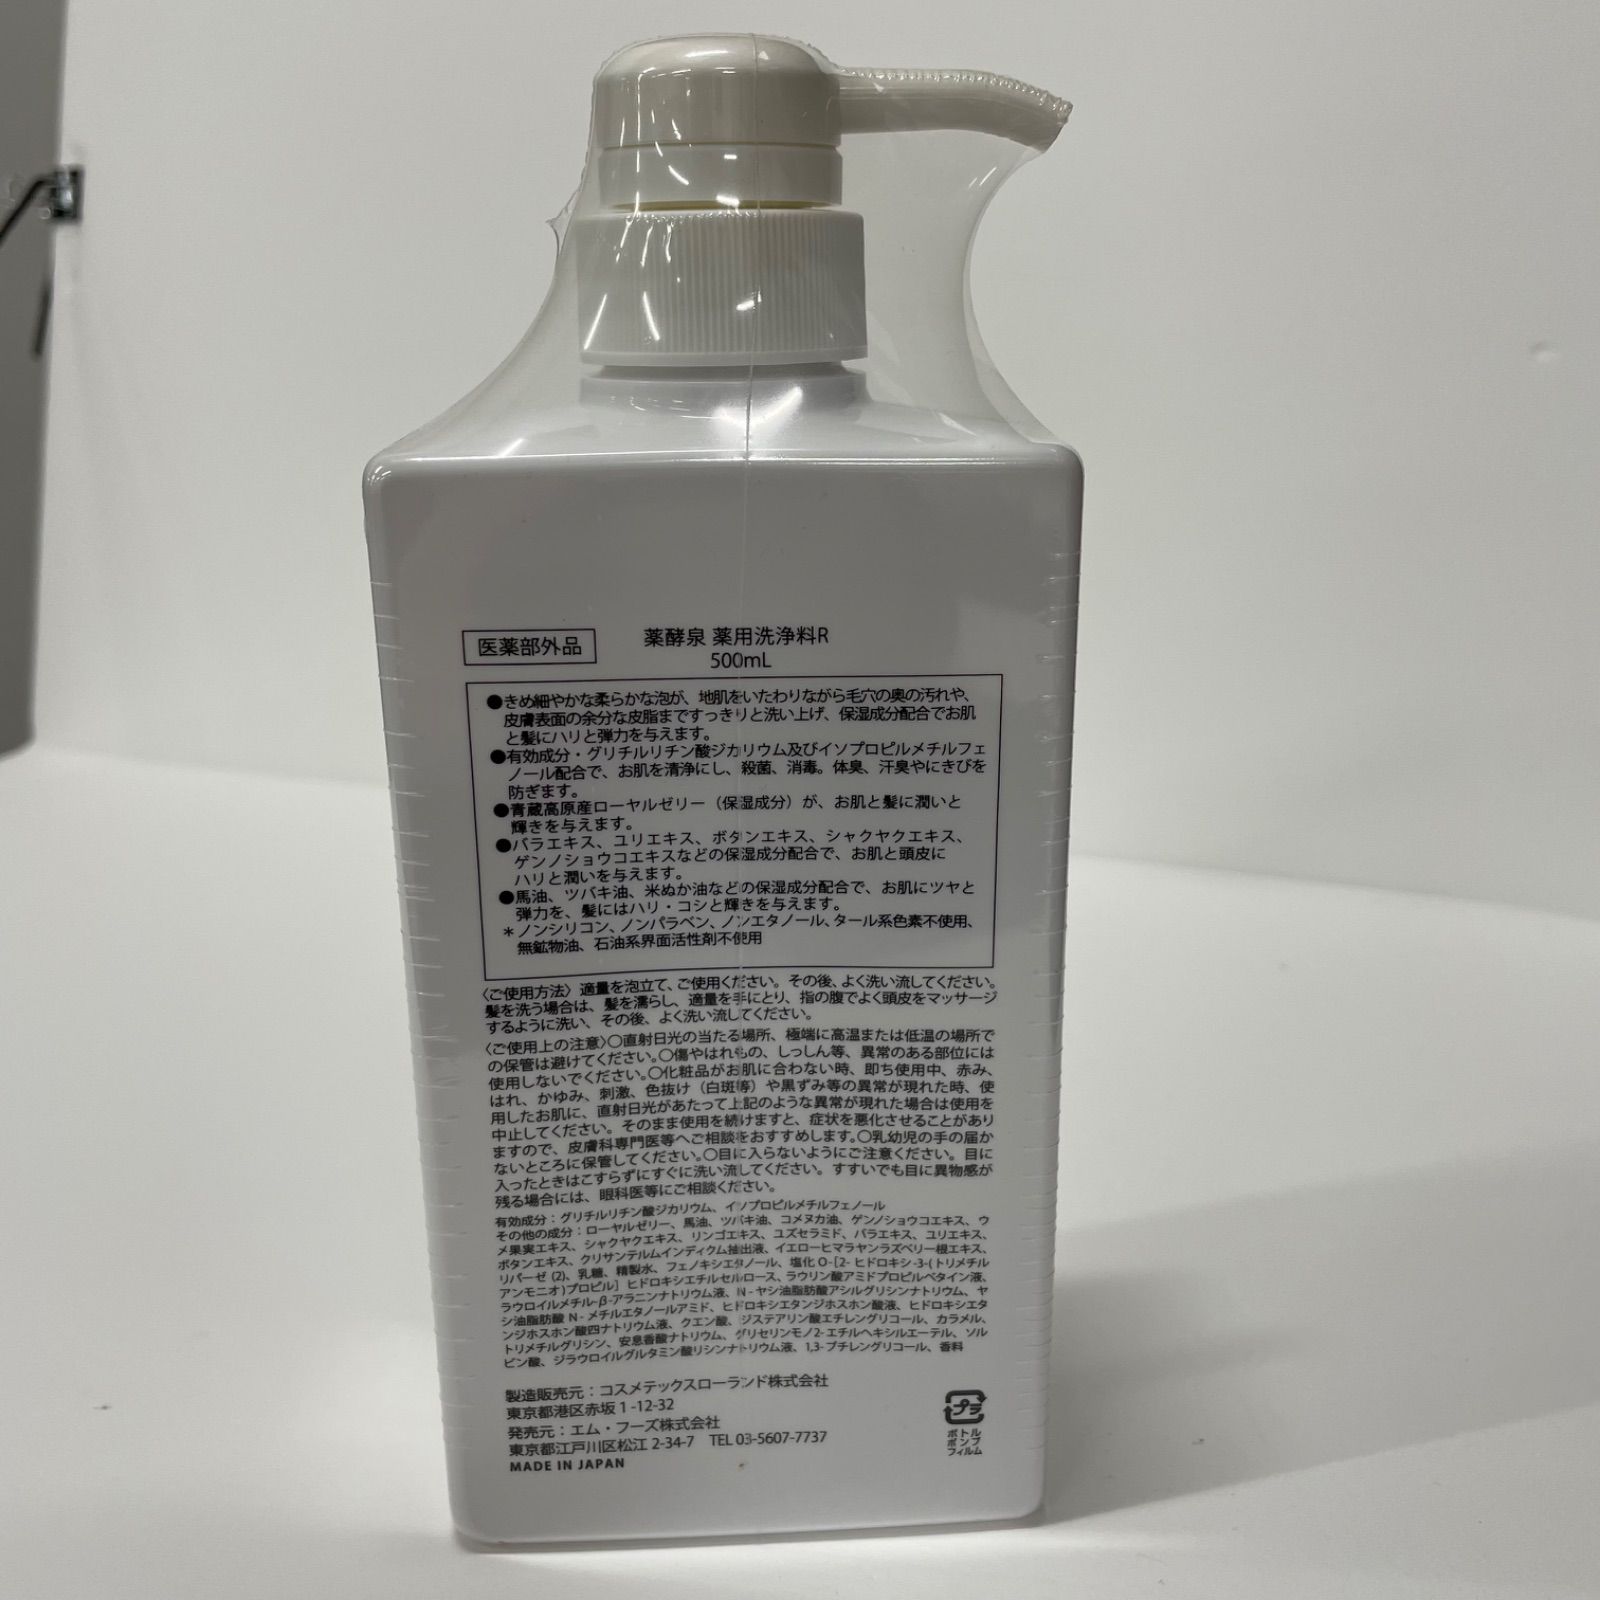 医薬部外品
薬酵泉 薬用洗浄料R
500mL
●きめ細やかな柔らかな泡が、地肌をいたわりながら毛穴の奥の汚れや、
皮膚表面の余分な皮脂まですっきりと洗い上げ、保湿成分配合でお肌
と髪にハリと弾力を与えます。
●有効成分・グリチルリチン酸ジカリウム及びイソプロピルメチルフェ
ノール配合で、お肌を清浄にし、殺菌、消毒。体臭、汗臭やにきびを
防ぎます。
●青蔵高原産ローヤルゼリー（保湿成分）が、お肌と髪に潤いと
輝きを与えます。
●バラエキス、ユリエキス、ボタンエキス、シャクヤクエキス、
ゲンノショウコエキスなどの保湿成分配合で、お肌と頭皮に
ハリと潤いを与えます。
●馬油、ツバキ油、米ぬか油などの保湿成分配合で、お肌にツヤと
弾力を、髪にはハリ・コシと輝きを与えます。
＊ノンシリコン、ノンパラベン、ノンエタノール、タール系色素不使用、
無鉱物油、石油系界面活性剤不使用
〈ご使用方法〉適量を泡立て、ご使用ください。その後、よく洗い流してください。
髪を洗う場合は、髪を濡らし、適量を手にとり、指の腹でよく頭皮をマッサージ
するように洗い、その後、よく洗い流してください。
〈ご使用上の注意〉〇直射日光の当たる場所、極端に高温または低温の場所で
の保管は避けてください。〇傷やはれもの、しっしん等、異常のある部位には
使用しないでください。〇化粧品がお肌に合わない時、即ち使用中、赤み、
はれ、かゆみ、刺激、色抜け（白斑等）や黒ずみ等の異常が現れた時、使
用したお肌に、直射日光があたって上記のような異常が現れた場合は使用を
中止してください。そのまま使用を続けますと、症状を悪化させることがあり
ますので、皮膚科専門医等へご相談をおすすめします。〇乳幼児の手の届か
ないところに保管してください。〇目に入らないようにご注意ください。目に
入ったときはこすらずにすぐに洗い流してください。すすいでも目に異物感が
残る場合には、眼科医等にご相談ください。
有効成分：グリチルリチン酸ジカリウム、イソプロピルメチルフェノール
その他の成分：ローヤルゼリー、馬油、ツバキ油、コメヌカ油、ゲンノショウコエキス、ウ
メ果実エキス、シャクヤクエキス、リンゴエキス、ユズセラミド、バラエキス、ユリエキス、
ボタンエキス、クリサンテルムインディクム抽出液、イエローヒマラヤンラズベリー根エキス、
リパーゼ (2)、乳糖、精製水、フェノキシエタノール、塩化 O-[2- ヒドロキシ -3-(トリメチル
アンモニオ)プロピル] ヒドロキシエチルセルロース、ラウリン酸アミドプロピルベタイン液、
ラウロイルメチル-β-アラニンナトリウム液、N - ヤシ油脂肪酸アシルグリシンナトリウム、ヤ
シ油脂肪酸 N - メチルエタノールアミド、ヒドロキシエタンジホスホン酸液、ヒドロキシエタ
ンジホスホン酸四ナトリウム液、クエン酸、ジステアリン酸エチレングリコール、カラメル、
トリメチルグリシン、安息香酸ナトリウム、グリセリンモノ2-エチルヘキシルエーテル、ソル
ビン酸、ジラウロイルグルタミン酸リシンナトリウム液、1,3-ブチレングリコール、香料
製造販売元：コスメテックスローランド株式会社
東京都港区赤坂 1 -12-32
発売元：エム・フーズ株式会社
東京都江戸川区松江 2-34-7 TEL 03-5607-7737
MADE IN JAPAN
プラ
ボトル
ポンプ
フィルム